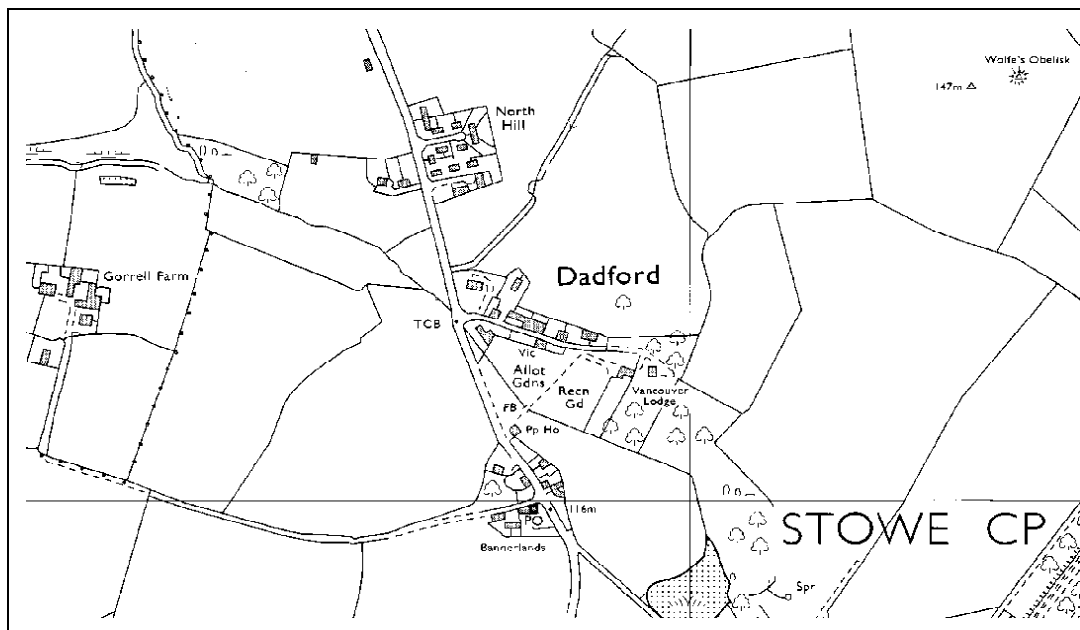 Wolfe's Obelisk
147m
North
Hill
Gorrell Farm
Dadford
TCB
Vic
Allot
Gdns
Recn
Gd
Vancouver
Lodge
FB
Pp Ho
116m
PO
STOWE CP
Bannerlands
Spr